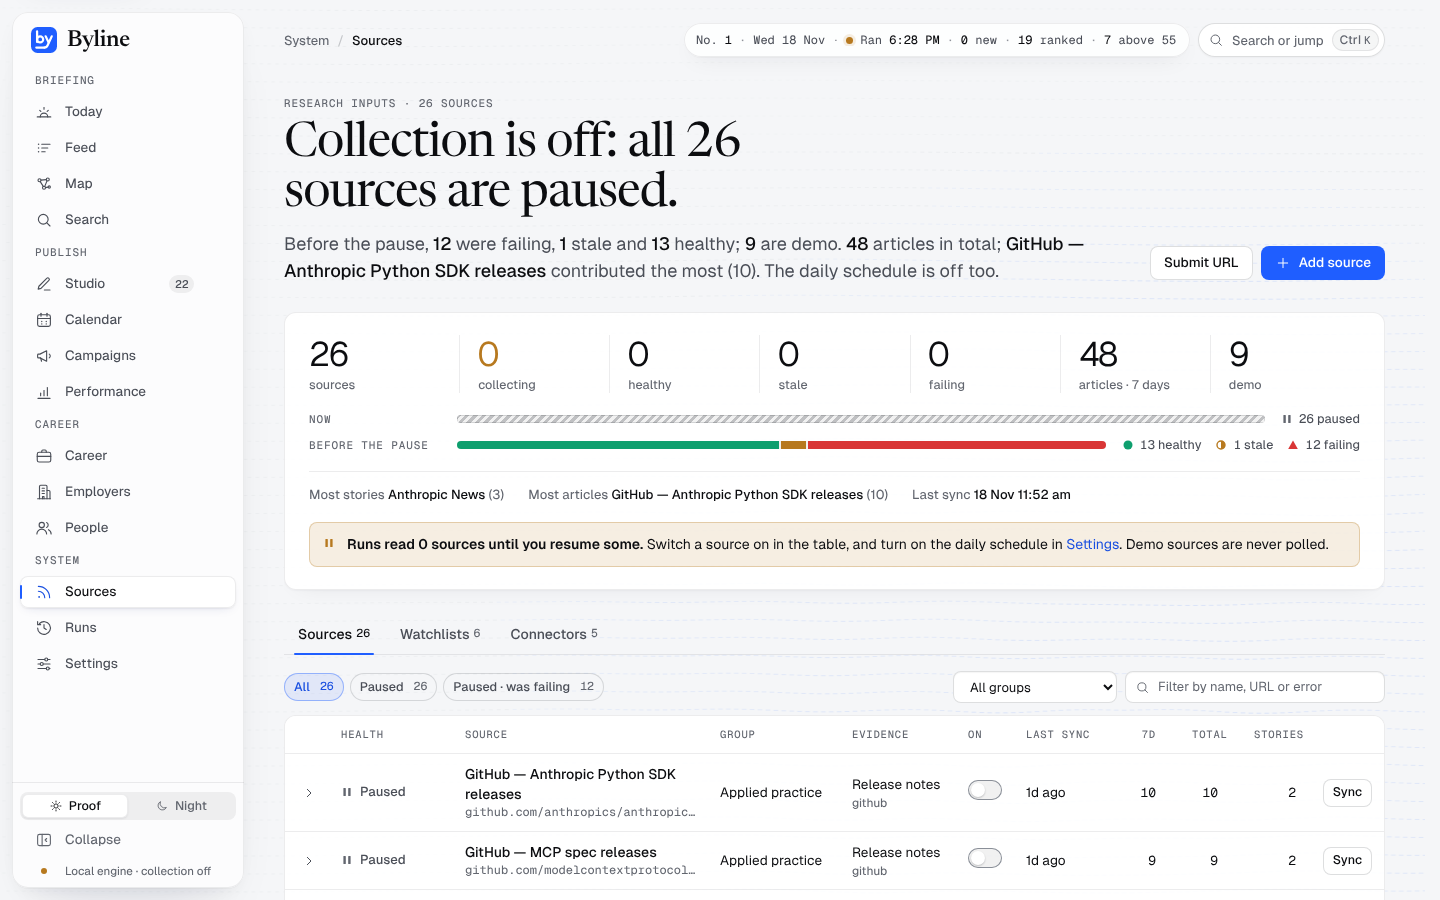 by Byline
BRIEFING
Today
Feed
Map
Search
PUBLISH
Studio 22
Calendar
Campaigns
Performance
CAREER
Career
Employers
People
SYSTEM
Sources
Runs
Settings
Proof Night
Collapse
Local engine · collection off
System / Sources
No. 1 · Wed 18 Nov · Ran 6:28 PM · 0 new · 19 ranked · 7 above 55
Search or jump Ctrl K
RESEARCH INPUTS · 26 SOURCES
Collection is off: all 26
sources are paused.
Before the pause, 12 were failing, 1 stale and 13 healthy; 9 are demo. 48 articles in total; GitHub —
Anthropic Python SDK releases contributed the most (10). The daily schedule is off too.
Submit URL
+ Add source
26 0 0 0 0 48 9
sources collecting healthy stale failing articles · 7 days demo
NOW 26 paused
BEFORE THE PAUSE 13 healthy 1 stale 12 failing
Most stories Anthropic News (3) Most articles GitHub — Anthropic Python SDK releases (10) Last sync 18 Nov 11:52 am
Runs read 0 sources until you resume some. Switch a source on in the table, and turn on the daily schedule in Settings. Demo sources are never polled.
Sources 26 Watchlists 6 Connectors 5
All 26 Paused 26 Paused · was failing 12 All groups Filter by name, URL or error
HEALTH SOURCE GROUP EVIDENCE ON LAST SYNC 7D TOTAL STORIES
GitHub — Anthropic Python SDK
releases
github.com/anthropics/anthropic…
Paused Applied practice Release notes
github
1d ago 10 10 2 Sync
GitHub — MCP spec releases
github.com/modelcontextprotocol…
Paused Applied practice Release notes
github
1d ago 9 9 2 Sync